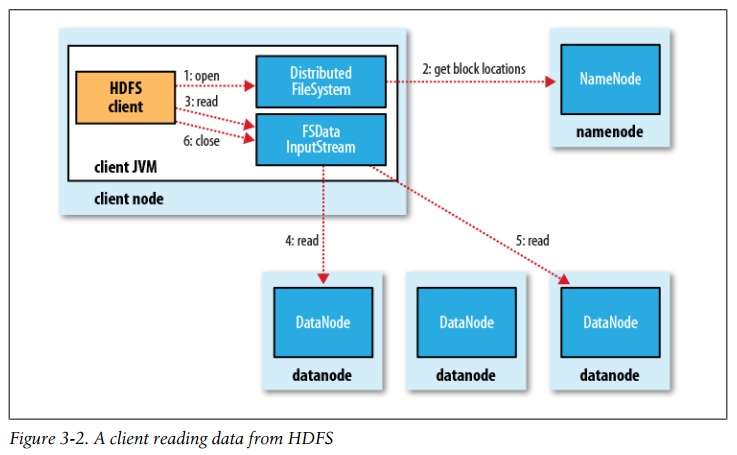 HDFS
client
1: open
3: read
6: close
Distributed
FileSystem
FSData
InputStream
client JVM
client node
2: get block locations
NameNode
namenode
4: read
5: read
DataNode
datanode
DataNode
datanode
DataNode
datanode
Figure 3-2. A client reading data from HDFS